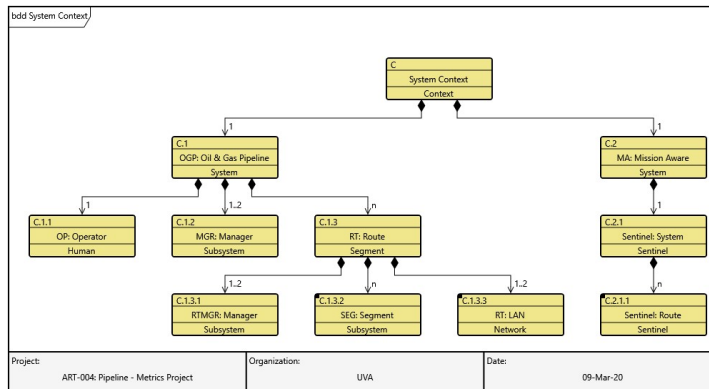 bdd System Context
C
System Context
Context
1
1
C.1
OGP: Oil & Gas Pipeline
System
C.2
MA: Mission Aware
System
1
1..2
n
1
C.1.1
OP: Operator
Human
C.1.2
MGR: Manager
Subsystem
C.1.3
RT: Route
Segment
C.2.1
Sentinel: System
Sentinel
1..2
n
1..2
n
C.1.3.1
RTMGR: Manager
Subsystem
C.1.3.2
SEG: Segment
Subsystem
C.1.3.3
RT: LAN
Network
C.2.1.1
Sentinel: Route
Sentinel
Project:
ART-004: Pipeline - Metrics Project
Organization:
UVA
Date:
09-Mar-20